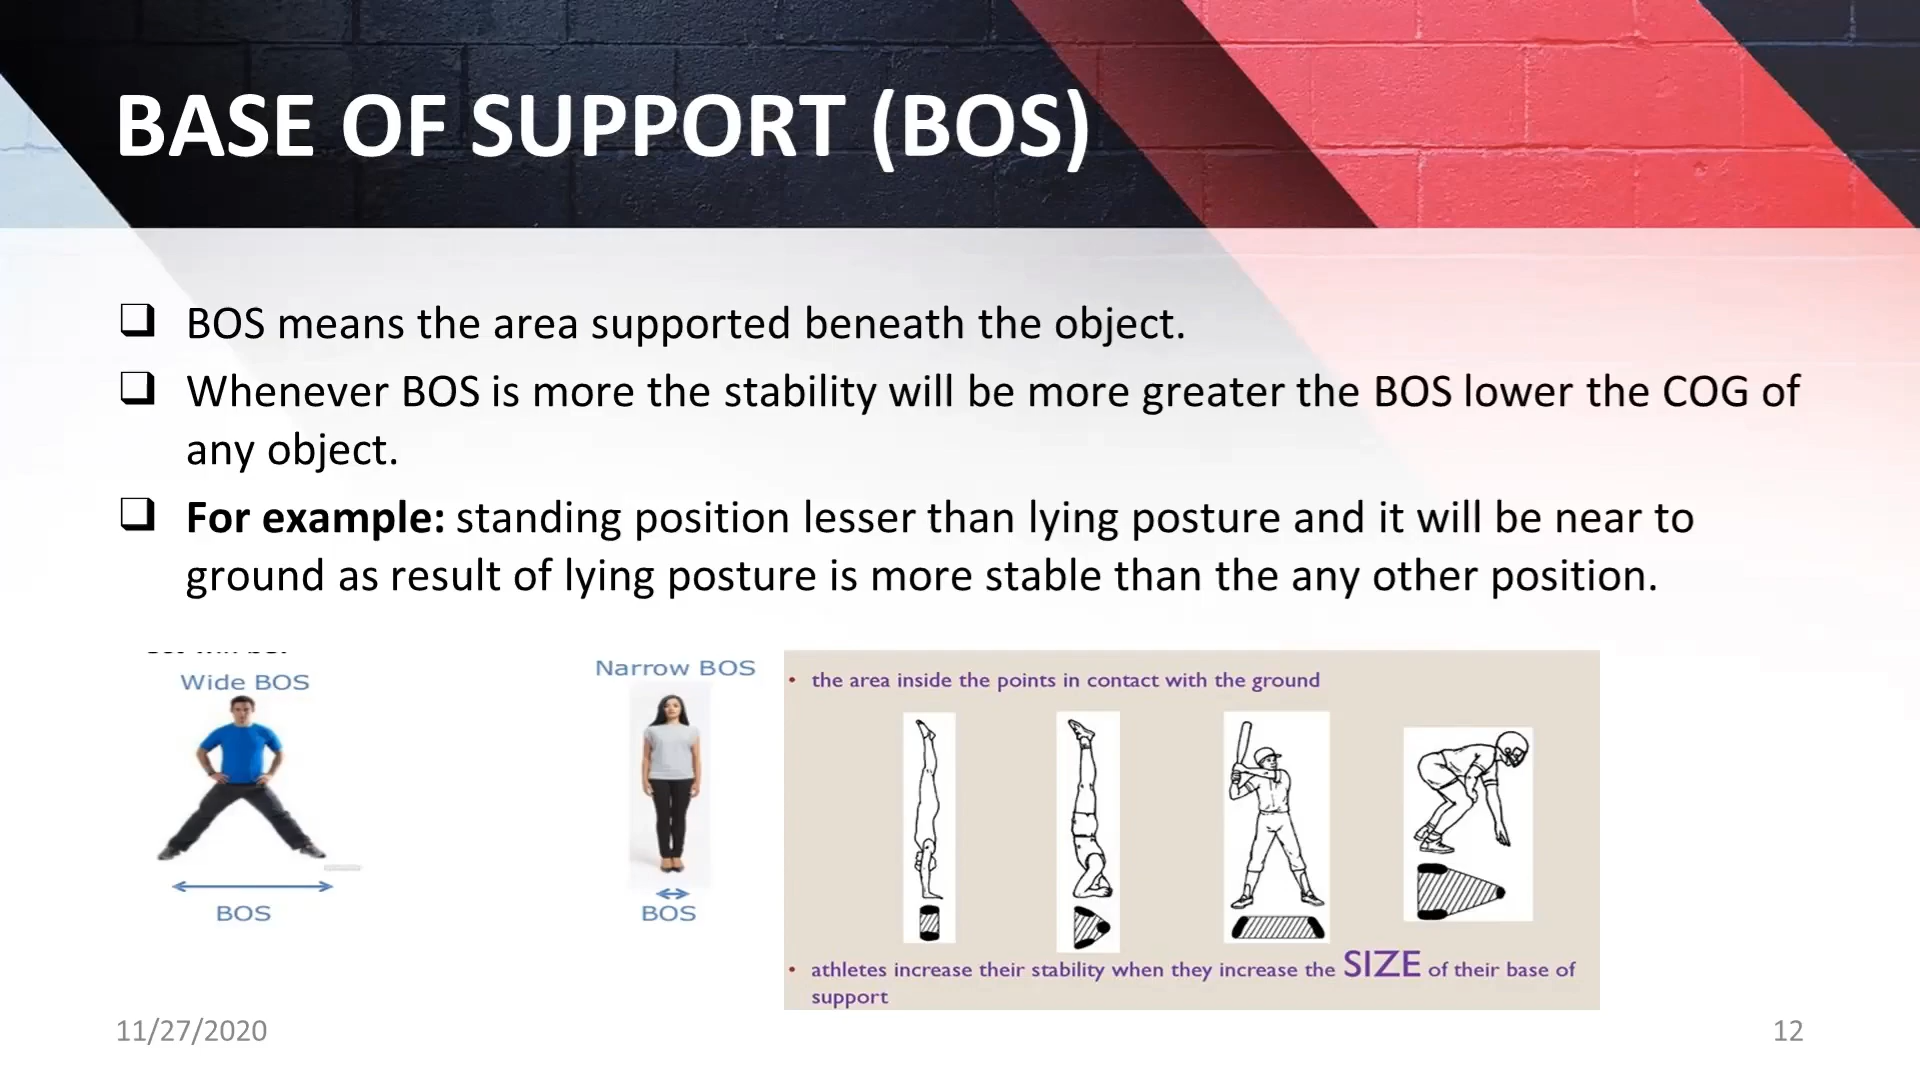 BASE OF SUPPORT (BOS)
❑ BOS means the area supported beneath the object.
❑ Whenever BOS is more the stability will be more greater the BOS lower the COG of
any object.
❑ For example: standing position lesser than lying posture and it will be near to
ground as result of lying posture is more stable than the any other position.
Wide BOS
BOS
Narrow BOS
BOS
• the area inside the points in contact with the ground
• athletes increase their stability when they increase the SIZE of their base of
support
11/27/2020
12